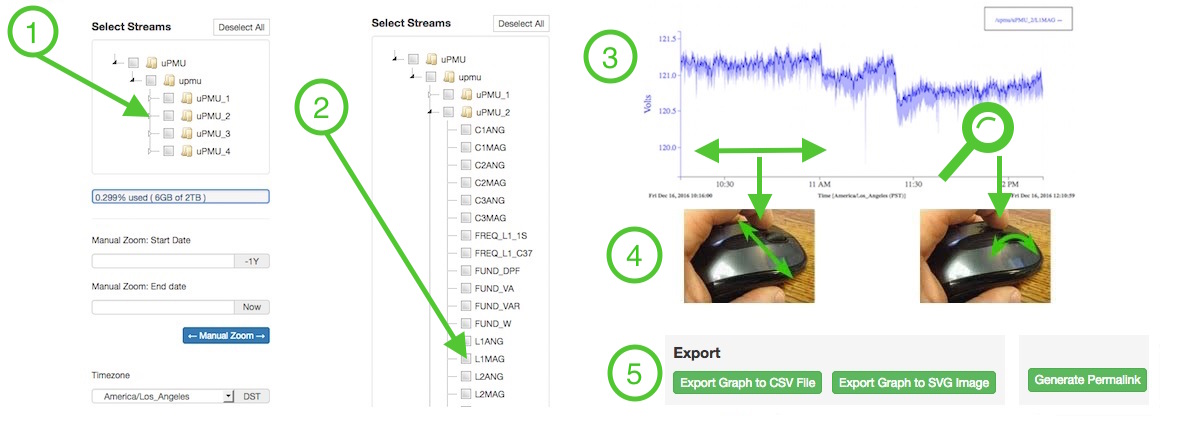 1
Select Streams
Deselect All
uPMU
upmu
uPMU_1
uPMU_2
uPMU_3
uPMU_4
0.299% used ( 6GB of 2TB )
Manual Zoom: Start Date
-1Y
Manual Zoom: End date
Now
← Manual Zoom →
Timezone
America/Los_Angeles
DST
2
Select Streams
Deselect All
uPMU
upmu
uPMU_1
uPMU_2
C1ANG
C1MAG
C2ANG
C2MAG
C3ANG
C3MAG
FREQ_L1_1S
FREQ_L1_C37
FUND_DPF
FUND_VA
FUND_VAR
FUND_W
L1ANG
L1MAG
L2ANG
L2MAG
3
/upmu/uPMU_2/L1MAG
121.5
121.0
120.5
120.0
Volts
10:30
11 AM
11:30
2 PM
Fri Dec 16, 2016 10:16:00
Time [America/Los_Angeles (PST)]
Fri Dec 16, 2016 12:10:59
4
5
Export
Export Graph to CSV File
Export Graph to SVG Image
Generate Permalink